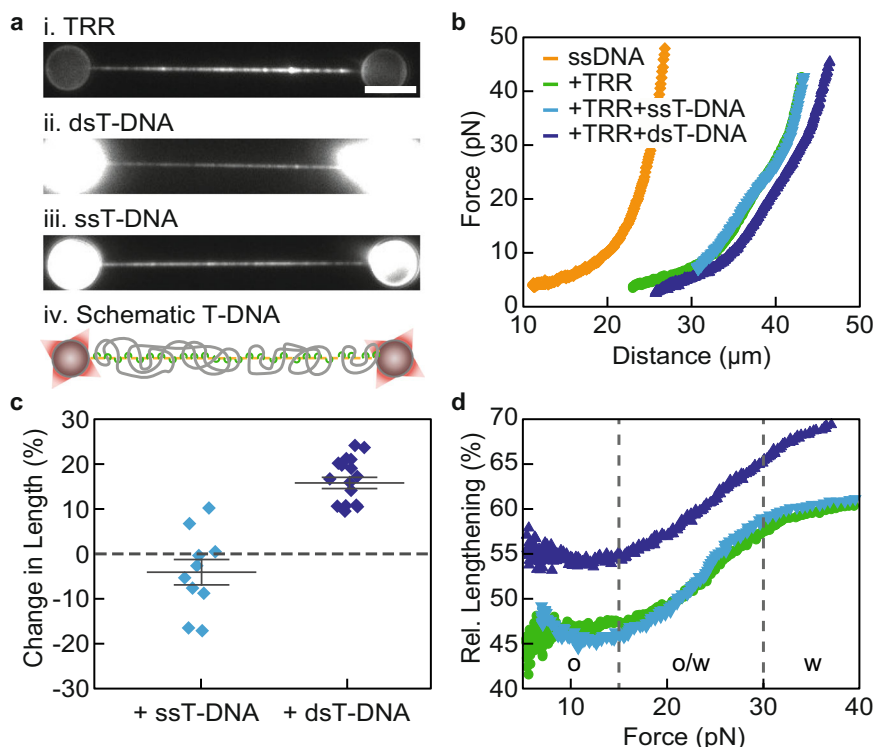 a
i. TRR
ii. dsT-DNA
iii. ssT-DNA
iv. Schematic T-DNA
b
50
40
30
20
10
0
Force (pN)
ssDNA
+TRR
+TRR+ssT-DNA
+TRR+dsT-DNA
10 20 30 40 50
Distance (μm)
c
30
20
10
0
-10
-20
-30
Change in Length (%)
+ ssT-DNA + dsT-DNA
d
70
65
60
55
50
45
40
Rel. Lengthening (%)
o o/w w
10 20 30 40
Force (pN)